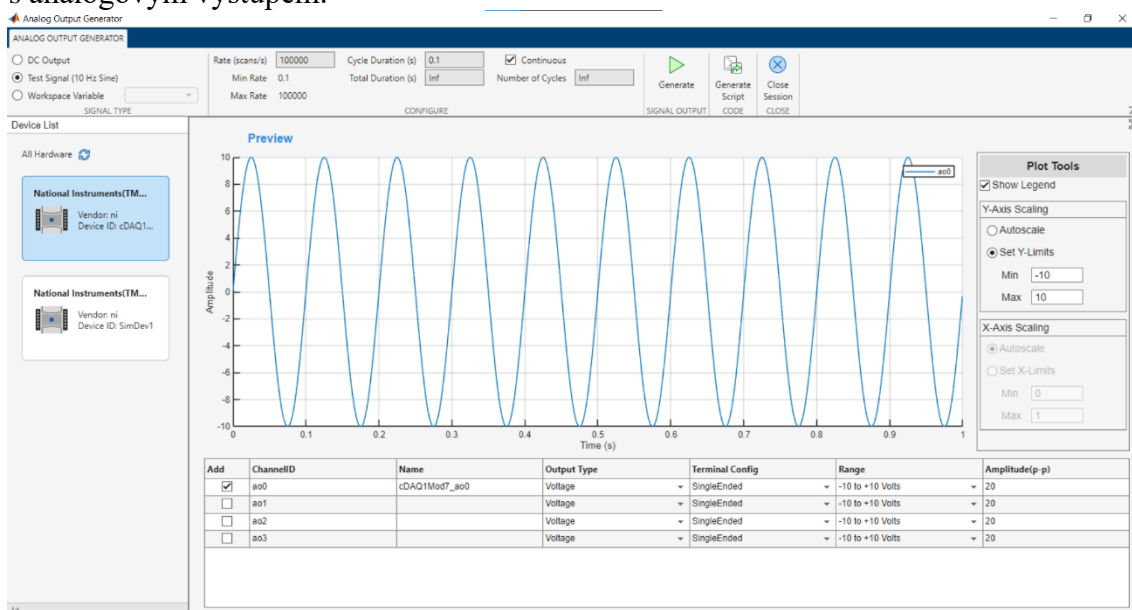 s analogovým výstupem.
Analog Output Generator
ANALOG OUTPUT GENERATOR
DC Output
Test Signal (10 Hz Sine)
Workspace Variable
SIGNAL TYPE
Rate (scans/s) 100000 Cycle Duration (s) 0.1 Continuous
Min Rate 0.1 Total Duration (s) Inf Number of Cycles Inf
Max Rate 100000
CONFIGURE
Generate
SIGNAL OUTPUT
Generate
Script
CODE
Close
Session
CLOSE
Device List
All Hardware
National Instruments(TM...
Vendor: ni
Device ID: cDAQ1...
National Instruments(TM...
Vendor: ni
Device ID: SimDev1
Preview
ao0
Amplitude
10
8
6
4
2
0
-2
-4
-6
-8
-10
0 0.1 0.2 0.3 0.4 0.5 0.6 0.7 0.8 0.9 1
Time (s)
Plot Tools
Show Legend
Y-Axis Scaling
Autoscale
Set Y-Limits
Min -10
Max 10
X-Axis Scaling
Autoscale
Set X-Limits
Min 0
Max 1
Add ChannelID Name Output Type Terminal Config Range Amplitude(p-p)
ao0 cDAQ1Mod7_ao0 Voltage SingleEnded -10 to +10 Volts 20
ao1 Voltage SingleEnded -10 to +10 Volts 20
ao2 Voltage SingleEnded -10 to +10 Volts 20
ao3 Voltage SingleEnded -10 to +10 Volts 20